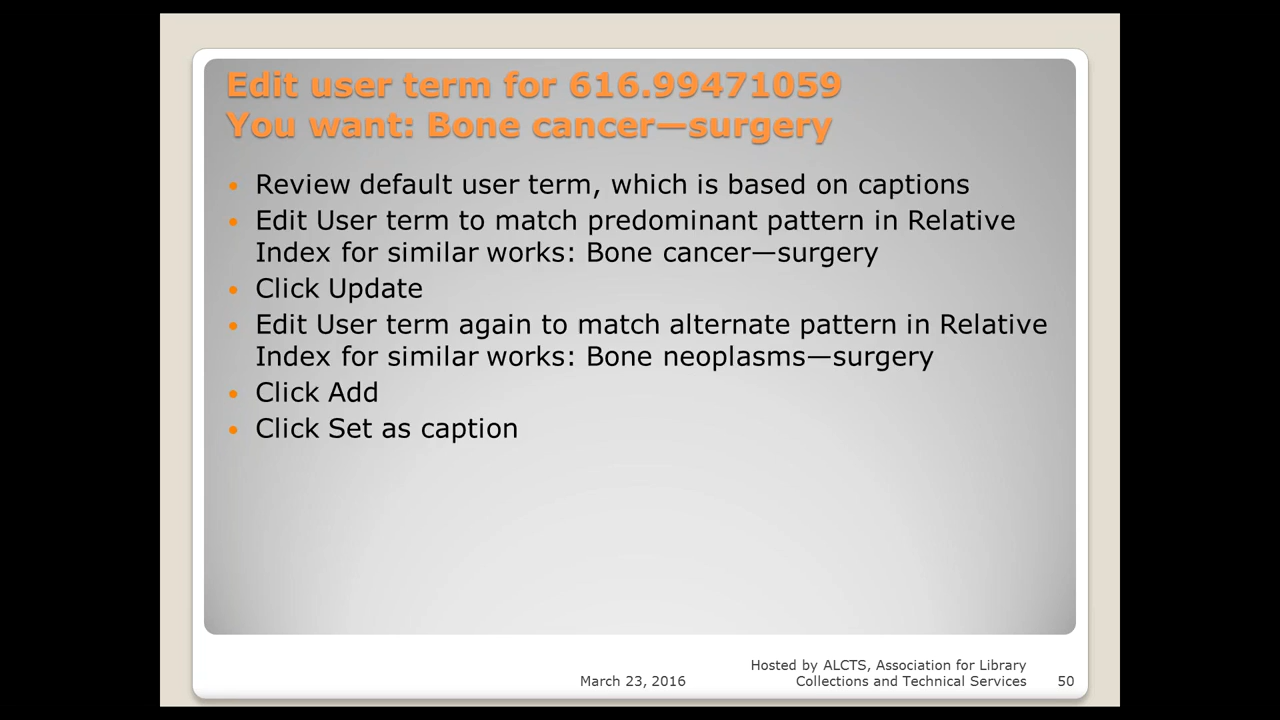 Edit user term for 616.99471059
You want: Bone cancer—surgery
• Review default user term, which is based on captions
• Edit User term to match predominant pattern in Relative
Index for similar works: Bone cancer—surgery
• Click Update
• Edit User term again to match alternate pattern in Relative
Index for similar works: Bone neoplasms—surgery
• Click Add
• Click Set as caption
March 23, 2016
Hosted by ALCTS, Association for Library
Collections and Technical Services
50